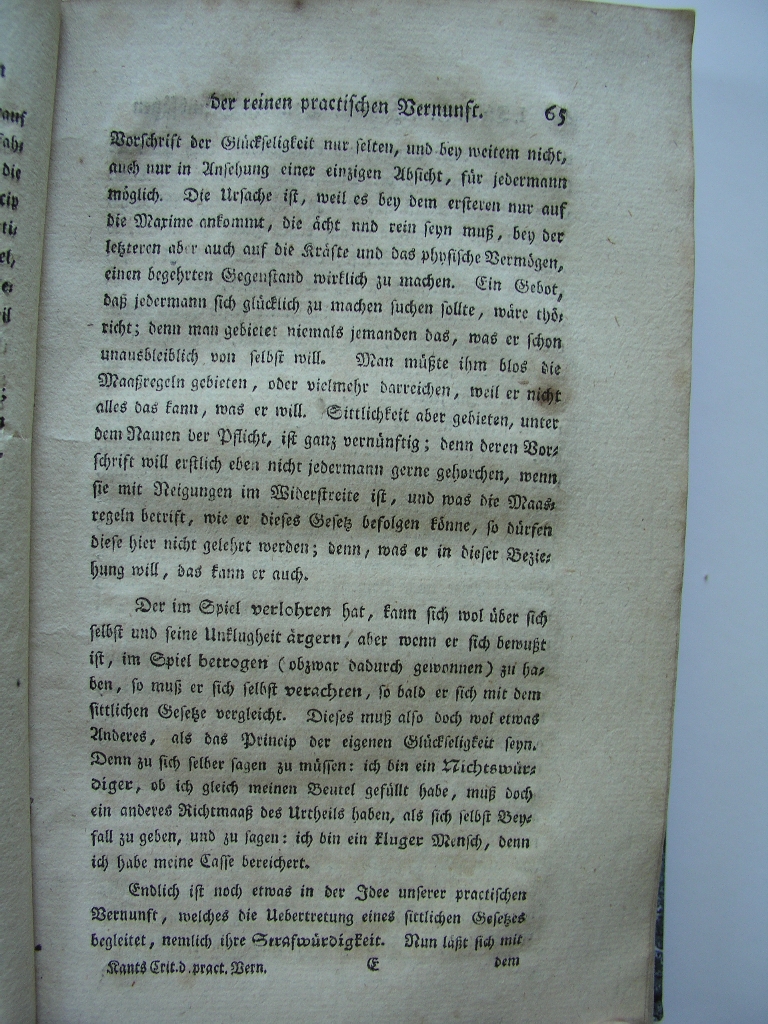 der reinen practischen Vernunft. 65
Vorschrift der Glückseligkeit nur selten, und bey weitem nicht,
auch nur in Ansehung einer einzigen Absicht, für jedermann
möglich. Die Ursache ist, weil es bey dem ersteren nur auf
die Maxime ankommt, die ächt nnd rein seyn muß, bey der
letzteren aber auch auf die Kräfte und das physische Vermögen,
einen begehrten Gegenstand wirklich zu machen. Ein Gebot,
daß jedermann sich glücklich zu machen suchen sollte, wäre thö-
richt; denn man gebietet niemals jemanden das, was er schon
unausbleiblich von selbst will. Man müßte ihm blos die
Maaßregeln gebieten, oder vielmehr darreichen, weil er nicht
alles das kann, was er will. Sittlichkeit aber gebieten, unter
dem Namen der Pflicht, ist ganz vernünftig; denn deren Vor-
schrift will erstlich eben nicht jedermann gerne gehorchen, wenn
sie mit Neigungen im Widerstreite ist, und was die Maas-
regeln betrift, wie er dieses Gesetz befolgen könne, so dürfen
diese hier nicht gelehrt werden; denn, was er in dieser Bezie-
hung will, das kann er auch.
Der im Spiel verlohren hat, kann sich wol über sich
selbst und seine Unklugheit ärgern, aber wenn er sich bewußt
ist, im Spiel betrogen (obzwar dadurch gewonnen) zu ha-
ben, so muß er sich selbst verachten, so bald er sich mit dem
sittlichen Gesetze vergleicht. Dieses muß also doch wol etwas
Anderes, als das Princip der eigenen Glückseligkeit seyn.
Denn zu sich selber sagen zu müssen: ich bin ein Nichtswür-
diger, ob ich gleich meinen Beutel gefüllt habe, muß doch
ein anderes Richtmaaß des Urtheils haben, als sich selbst Bey-
fall zu geben, und zu sagen: ich bin ein kluger Mensch, denn
ich habe meine Casse bereichert.
Endlich ist noch etwas in der Idee unserer practischen
Vernunft, welches die Uebertretung eines sittlichen Gesetzes
begleitet, nemlich ihre Strafwürdigkeit. Nun läßt sich mit
Kants Crit. d. pract. Vern. E dem